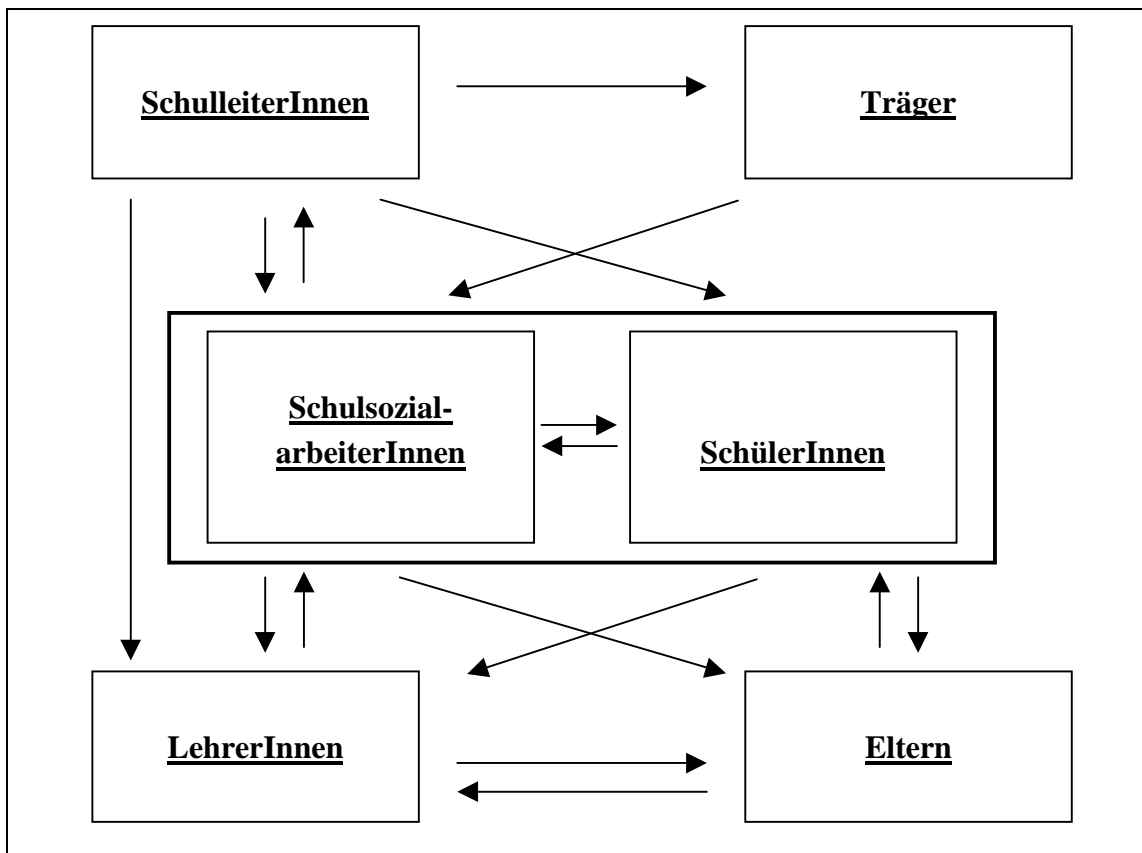 SchulleiterInnen
Träger
Schulsozial-
arbeiterInnen
SchülerInnen
LehrerInnen
Eltern